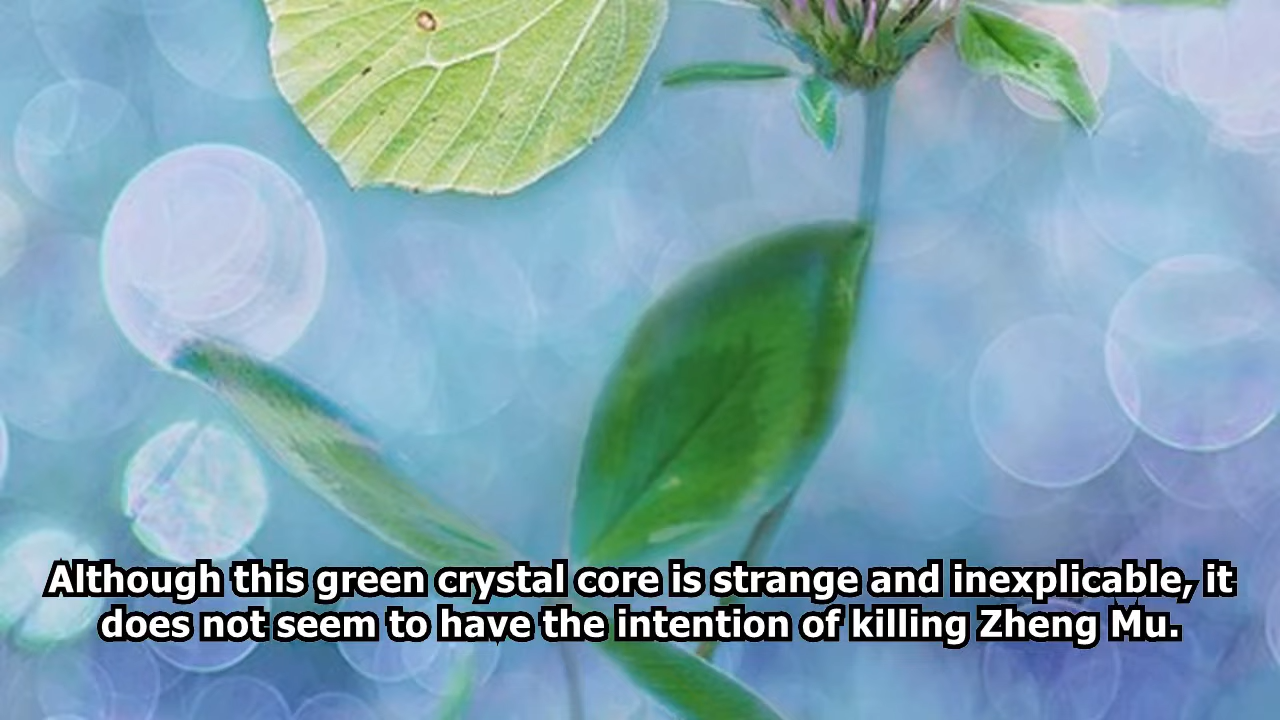 Although this green crystal core is strange and inexplicable, it
does not seem to have the intention of killing Zheng Mu.